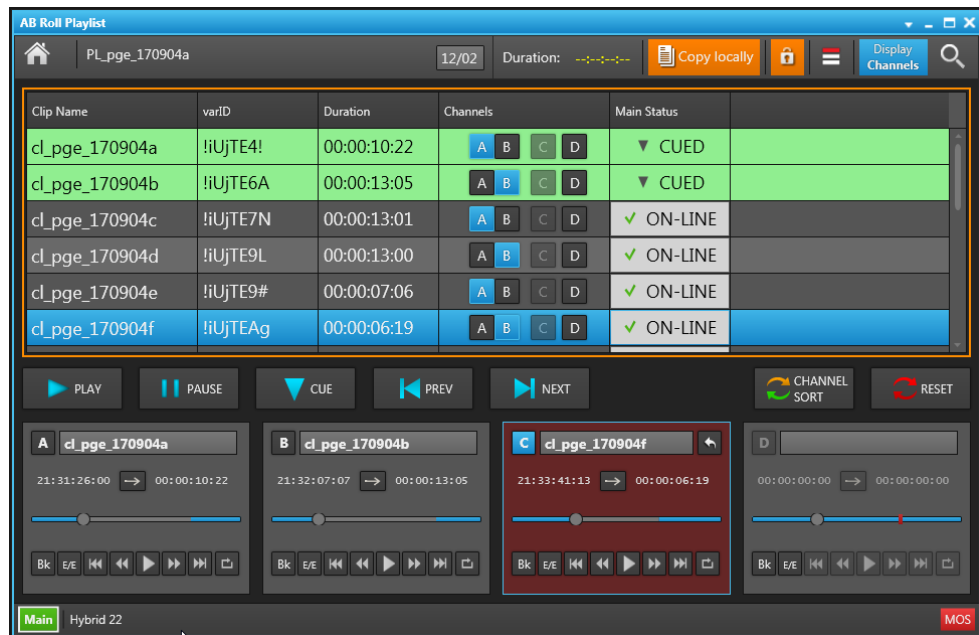 AB Roll Playlist
PL_pge_170904a 12/02 Duration: --:--:--:-- Copy locally Display Channels
Clip Name varID Duration Channels Main Status
cl_pge_170904a !iUjTE4! 00:00:10:22 A B C D CUED
cl_pge_170904b !iUjTE6A 00:00:13:05 A B C D CUED
cl_pge_170904c !iUjTE7N 00:00:13:01 A B C D ON-LINE
cl_pge_170904d !iUjTE9L 00:00:13:00 A B C D ON-LINE
cl_pge_170904e !iUjTE9# 00:00:07:06 A B C D ON-LINE
cl_pge_170904f !iUjTEAg 00:00:06:19 A B C D ON-LINE
PLAY PAUSE CUE PREV NEXT CHANNEL SORT RESET
A cl_pge_170904a B cl_pge_170904b C cl_pge_170904f D
21:31:26:00 00:00:10:22 21:32:07:07 00:00:13:05 21:33:41:13 00:00:06:19 00:00:00:00 00:00:00:00
Bk E/E Bk E/E Bk E/E Bk E/E
Main Hybrid 22 MOS